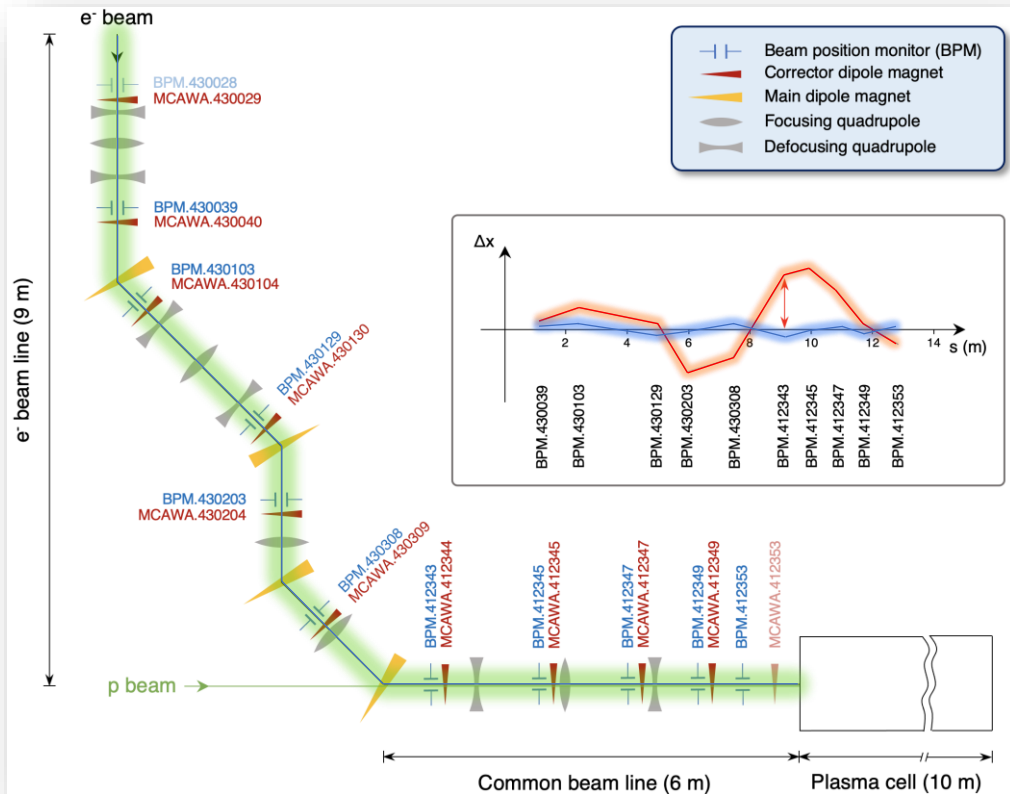 e⁻ beam
BPM.430028
MCAWA.430029
BPM.430039
MCAWA.430040
BPM.430103
MCAWA.430104
BPM.430129
MCAWA.430130
BPM.430203
MCAWA.430204
BPM.430308
MCAWA.430309
e⁻ beam line (9 m)
p beam
BPM.412343
MCAWA.412344
BPM.412345
MCAWA.412345
BPM.412347
MCAWA.412347
BPM.412349
MCAWA.412349
BPM.412353
MCAWA.412353
Common beam line (6 m)
Plasma cell (10 m)
Beam position monitor (BPM)
Corrector dipole magnet
Main dipole magnet
Focusing quadrupole
Defocusing quadrupole
Δx
2 4 6 8 10 12 14
s (m)
BPM.430039
BPM.430103
BPM.430129
BPM.430203
BPM.430308
BPM.412343
BPM.412345
BPM.412347
BPM.412349
BPM.412353